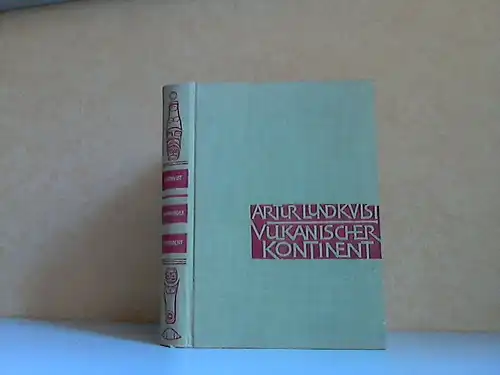 ARTUR LUNDKVIST
VULKANISCHER
KONTINENT